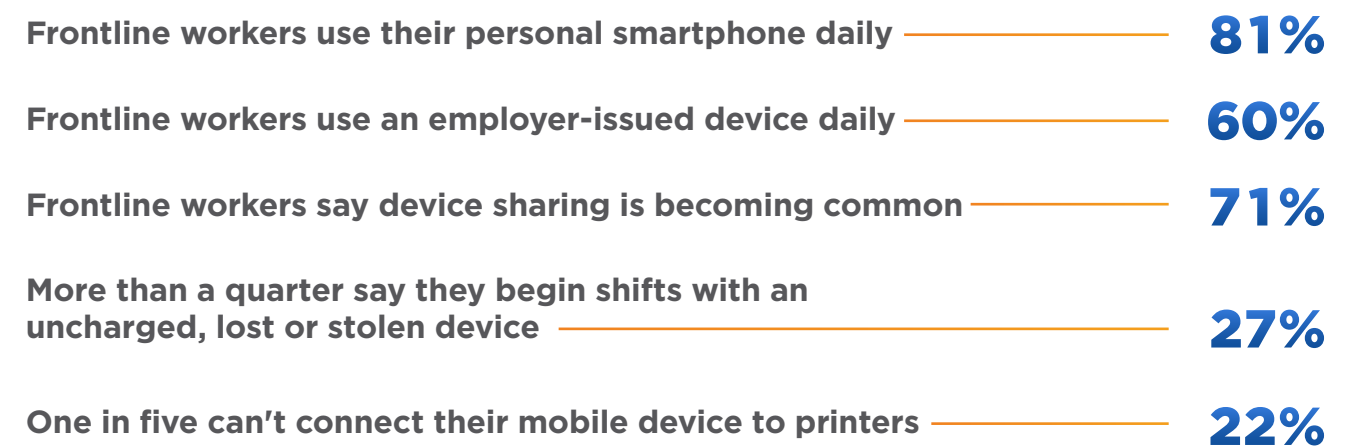 Frontline workers use their personal smartphone daily 81%
Frontline workers use an employer-issued device daily 60%
Frontline workers say device sharing is becoming common 71%
More than a quarter say they begin shifts with an
uncharged, lost or stolen device 27%
One in five can't connect their mobile device to printers 22%